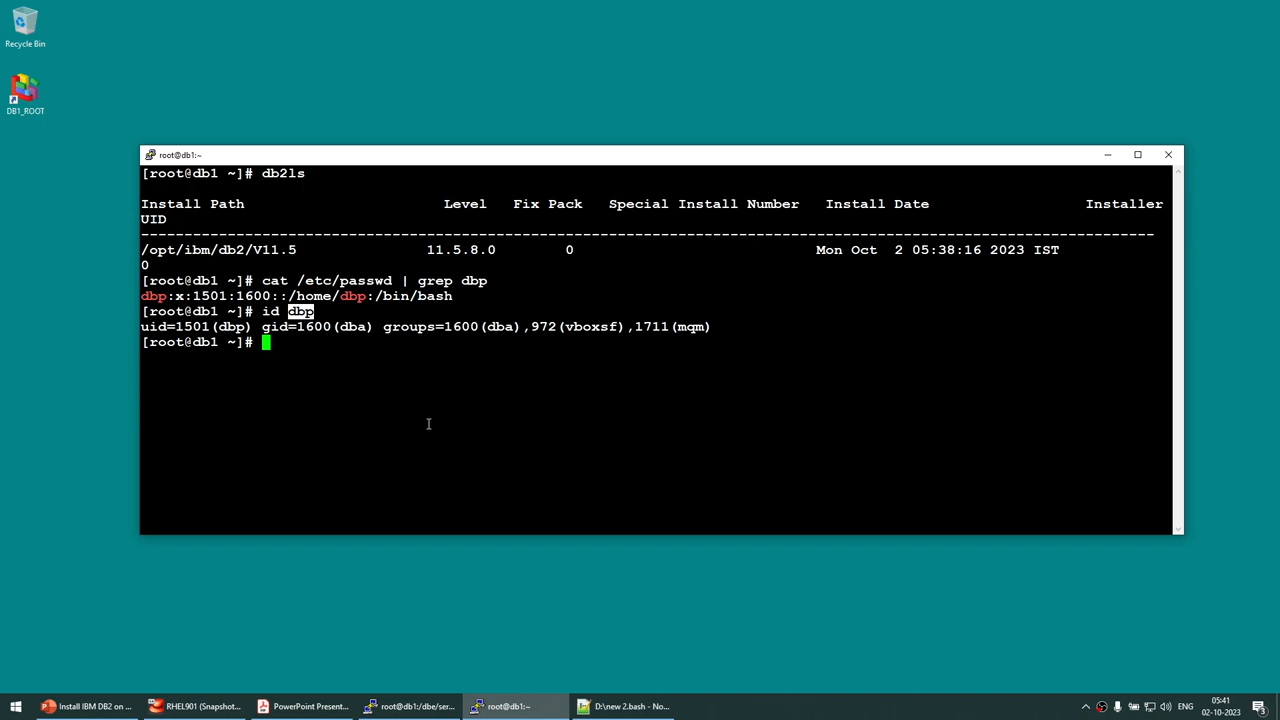 Recycle Bin
DB1_ROOT
root@db1:~
[root@db1 ~]# db2ls
Install Path Level Fix Pack Special Install Number Install Date Installer
UID
---------------------------------------------------------------------------------------------------------------------
/opt/ibm/db2/V11.5 11.5.8.0 0 Mon Oct 2 05:38:16 2023 IST
0
[root@db1 ~]# cat /etc/passwd | grep dbp
dbp:x:1501:1600::/home/dbp:/bin/bash
[root@db1 ~]# id dbp
uid=1501(dbp) gid=1600(dba) groups=1600(dba),972(vboxsf),1711(mqm)
[root@db1 ~]#
Install IBM DB2 on ... RHEL901 (Snapshot... PowerPoint Present... root@db1:/dbe/ser... root@db1:~ D:\new 2.bash - No... ENG 05:41
02-10-2023